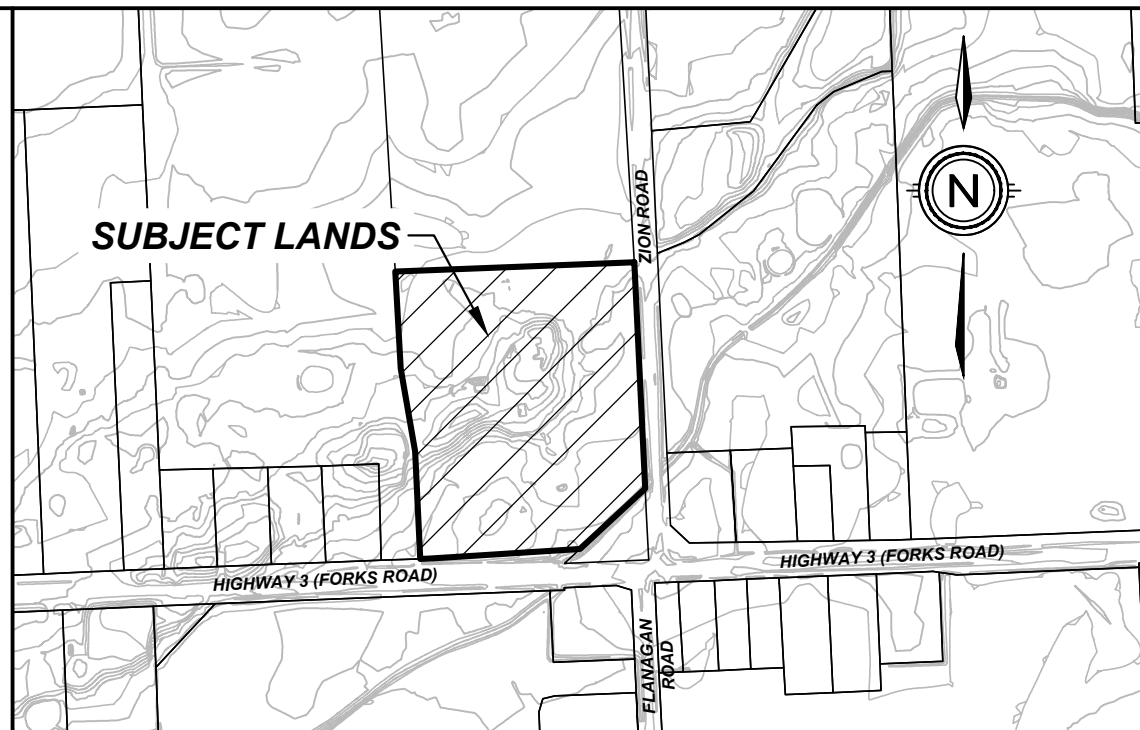 ZION ROAD
N
SUBJECT LANDS
HIGHWAY 3 (FORKS ROAD)
HIGHWAY 3 (FORKS ROAD)
FLANAGAN
ROAD